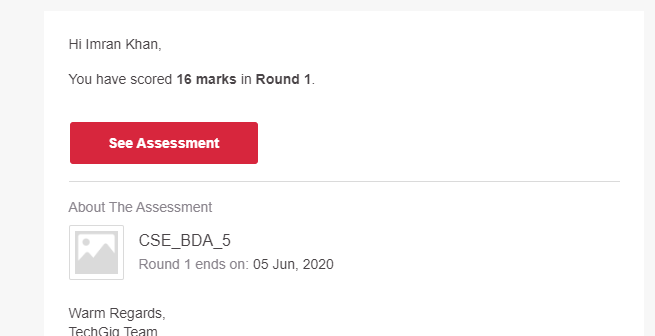 Hi Imran Khan,
You have scored 16 marks in Round 1.
See Assessment
About The Assessment
CSE_BDA_5
Round 1 ends on: 05 Jun, 2020
Warm Regards,
TechGig Team